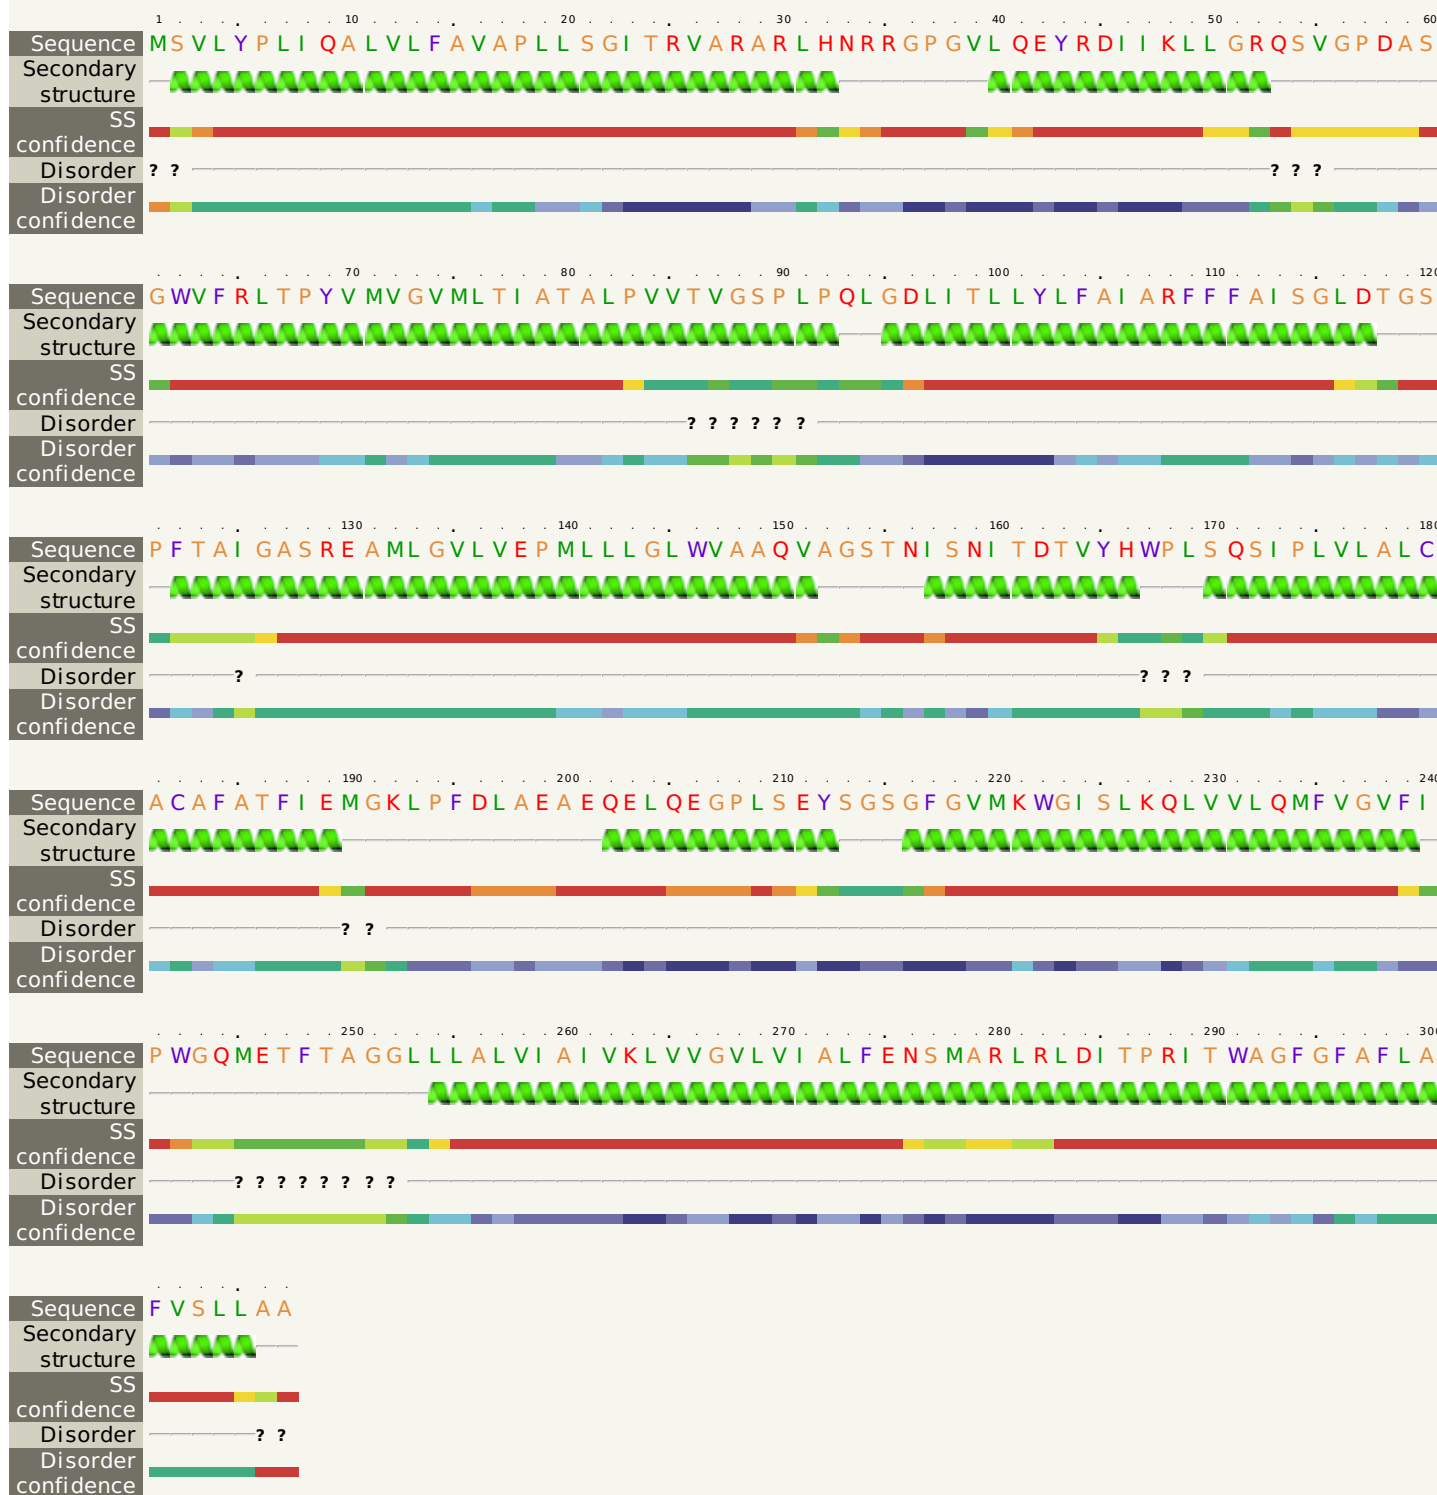 1 . . . . 10 . . . . 20 . . . . 30 . . . . 40 . . . . 50 . . . . 60
Sequence MSVLYPLIQALVLFAVAPLLSGITRVARARLHNRRGPGVLQEYRDIIKLLGRQSVGPDAS
Secondary
structure
SS
confidence
Disorder ? ? ? ? ?
Disorder
confidence
. . . . 70 . . . . 80 . . . . 90 . . . . 100 . . . . 110 . . . . 120
Sequence GWVFRLTPYVMVGVMLTIATALPVVTVGSPLPQLGDLITLLYLFAIARFFFAISGLDTGS
Secondary
structure
SS
confidence
Disorder ? ? ? ? ? ?
Disorder
confidence
. . . . 130 . . . . 140 . . . . 150 . . . . 160 . . . . 170 . . . . 180
Sequence PFTAIGASREAMLGVLVEPMLLLGLWVAAQVAGSTNISNITDTVYHWPLSQSIPLVLALC
Secondary
structure
SS
confidence
Disorder ? ? ? ?
Disorder
confidence
. . . . 190 . . . . 200 . . . . 210 . . . . 220 . . . . 230 . . . . 240
Sequence ACAFATFIEMGKLPFDLAEAEQELQEGPLSEYSGSGFGVMKWGISLKQLVVLQMFVGVFI
Secondary
structure
SS
confidence
Disorder ? ?
Disorder
confidence
. . . . 250 . . . . 260 . . . . 270 . . . . 280 . . . . 290 . . . . 300
Sequence PWGQMETFTAGGLLLALVIAIVKLVVGVLVIALFENSMARLRLDITPRITWAGFGFAFLA
Secondary
structure
SS
confidence
Disorder ? ? ? ? ? ? ? ?
Disorder
confidence
. . . . . . .
Sequence FVSLLAA
Secondary
structure
SS
confidence
Disorder ? ?
Disorder
confidence